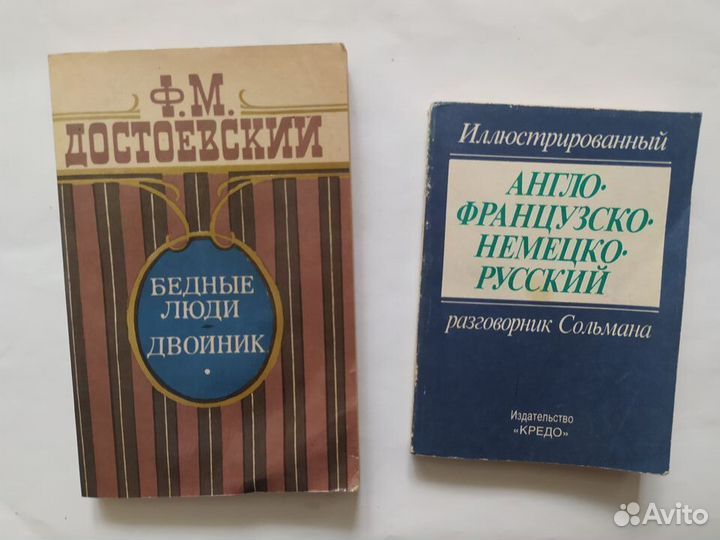 Ф.М.
ДОСТОЕВСКИЙ
БЕДНЫЕ
ЛЮДИ
ДВОЙНИК
Иллюстрированный
АНГЛО-
ФРАНЦУЗСКО-
НЕМЕЦКО-
РУССКИЙ
разговорник Сольмана
Издательство
«КРЕДО»
Avito